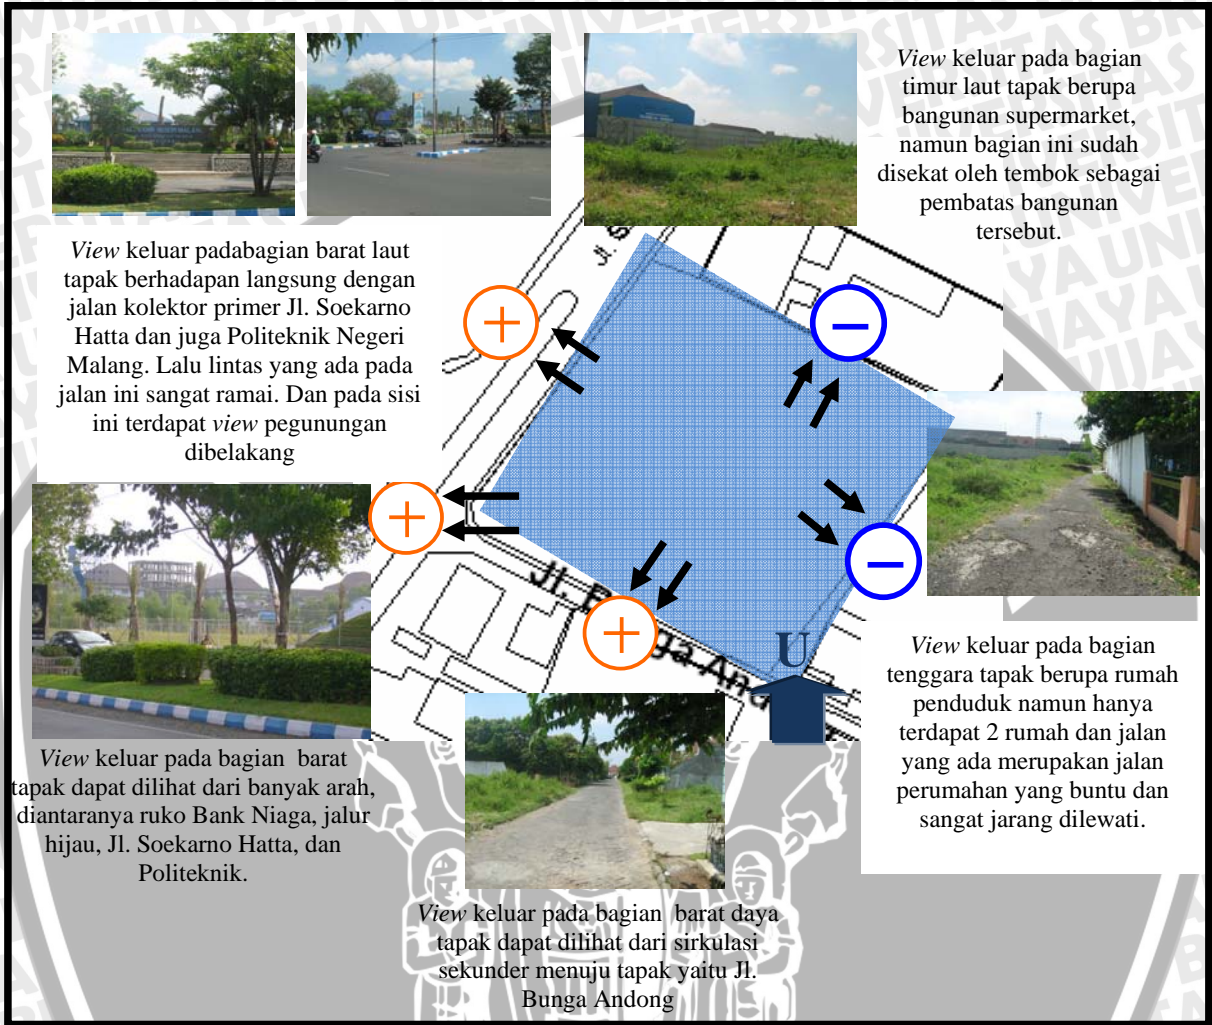 View keluar pada bagian
timur laut tapak berupa
bangunan supermarket,
namun bagian ini sudah
disekat oleh tembok sebagai
pembatas bangunan
tersebut.
View keluar padabagian barat laut
tapak berhadapan langsung dengan
jalan kolektor primer Jl. Soekarno
Hatta dan juga Politeknik Negeri
Malang. Lalu lintas yang ada pada
jalan ini sangat ramai. Dan pada sisi
ini terdapat view pegunungan
dibelakang
Jl. S
+
−
+
−
+
Jl. B
ga And
U
View keluar pada bagian
tenggara tapak berupa rumah
penduduk namun hanya
terdapat 2 rumah dan jalan
yang ada merupakan jalan
perumahan yang buntu dan
sangat jarang dilewati.
View keluar pada bagian barat
tapak dapat dilihat dari banyak arah,
diantaranya ruko Bank Niaga, jalur
hijau, Jl. Soekarno Hatta, dan
Politeknik.
View keluar pada bagian barat daya
tapak dapat dilihat dari sirkulasi
sekunder menuju tapak yaitu Jl.
Bunga Andong